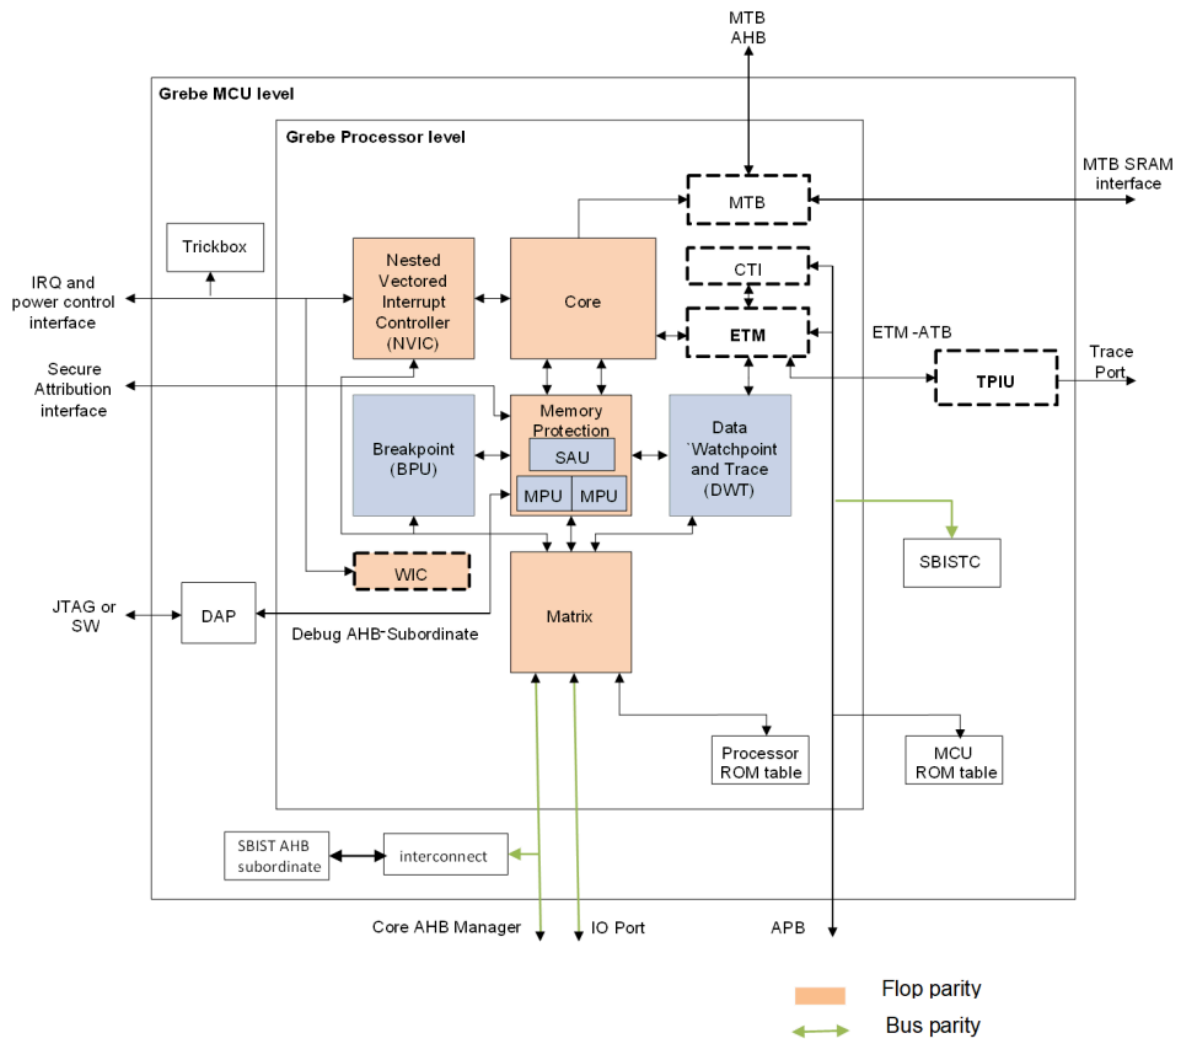 MTB
AHB
Grebe MCU level
Grebe Processor level
MTB SRAM
interface
MTB
Trickbox
Nested
Vectored
Interrupt
Controller
(NVIC)
Core
CTI
IRQ and
power control
interface
ETM
ETM -ATB
Trace
Port
TPIU
Secure
Attribution
interface
Memory
Protection
SAU
MPU
MPU
Breakpoint
(BPU)
Data
`Watchpoint
and Trace
(DWT)
SBISTC
WIC
JTAG or
SW
DAP
Debug AHB-Subordinate
Matrix
Processor
ROM table
MCU
ROM table
SBIST AHB
subordinate
interconnect
Core AHB Manager
IO Port
APB
Flop parity
Bus parity